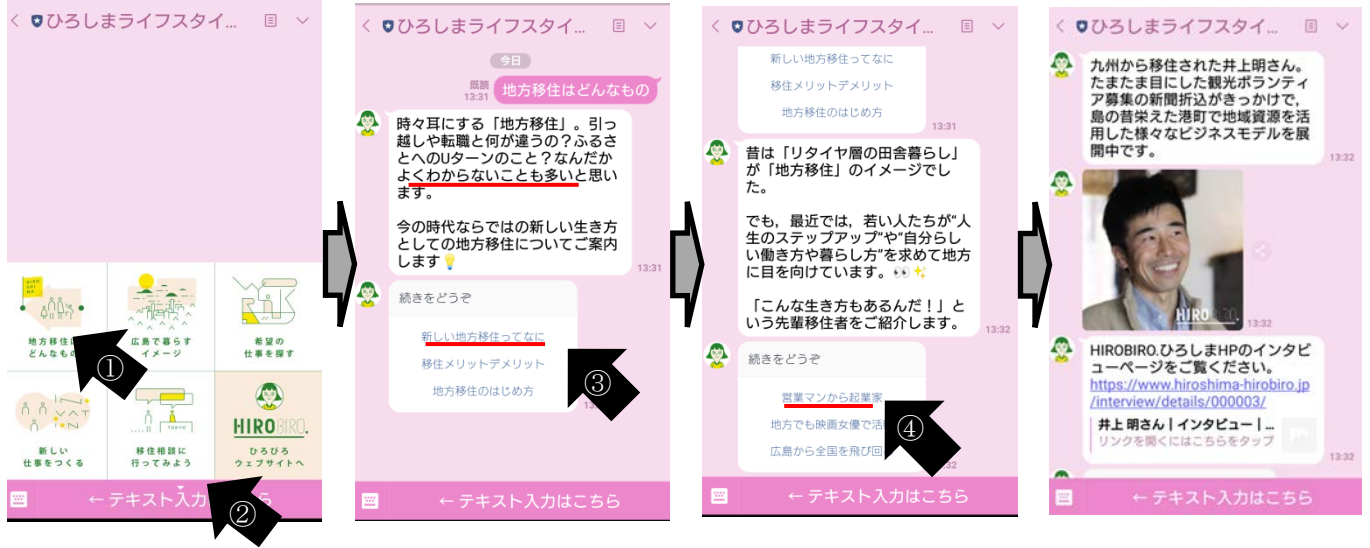 ひろしまライフスタイ...
HIRO
SHI
MA
どんなもの
①
広島で暮らす
イメージ
希望の
仕事を探す
新しい
仕事をつくる
TOKYO
移住相談に
行ってみよう
HIROBIRO.
ひろびろ
ウェブサイトへ
←テキスト入力
②
ひろしまライフスタイ...
今日
既読
13:31
地方移住はどんなもの
時々耳にする「地方移住」。引っ
越しや転職と何が違うの？ふるさ
とへのUターンのこと？なんだか
よくわからないことも多いと思い
ます。
今の時代ならではの新しい生き方
としての地方移住についてご案内
します
13:31
続きをどうぞ
新しい地方移住ってなに
移住メリットデメリット
地方移住のはじめ方
③
←テキスト入力はこちら
ひろしまライフスタイ...
新しい地方移住ってなに
移住メリットデメリット
地方移住のはじめ方
13:31
昔は「リタイヤ層の田舎暮らし」
が「地方移住」のイメージでし
た。
でも，最近では，若い人たちが“人
生のステップアップ”や“自分らし
い働き方や暮らし方”を求めて地方
に目を向けています。
「こんな生き方もあるんだ！」と
いう先輩移住者をご紹介します。
13:32
続きをどうぞ
営業マンから起業家
地方でも映画女優で活
広島から全国を飛び回
④
←テキスト入力はこちら
ひろしまライフスタイ...
九州から移住された井上明さん。
たまたま目にした観光ボランティ
ア募集の新聞折込がきっかけで，
島の昔栄えた港町で地域資源を活
用した様々なビジネスモデルを展
開中です。
13:32
HIROBIRO.
13:32
HIROBIRO.ひろしまHPのインタビ
ューページをご覧ください。
https://www.hiroshima-hirobiro.jp
/interview/details/000003/
井上 明さん｜インタビュー｜...
リンクを開くにはこちらをタップ
13:32
←テキスト入力はこちら